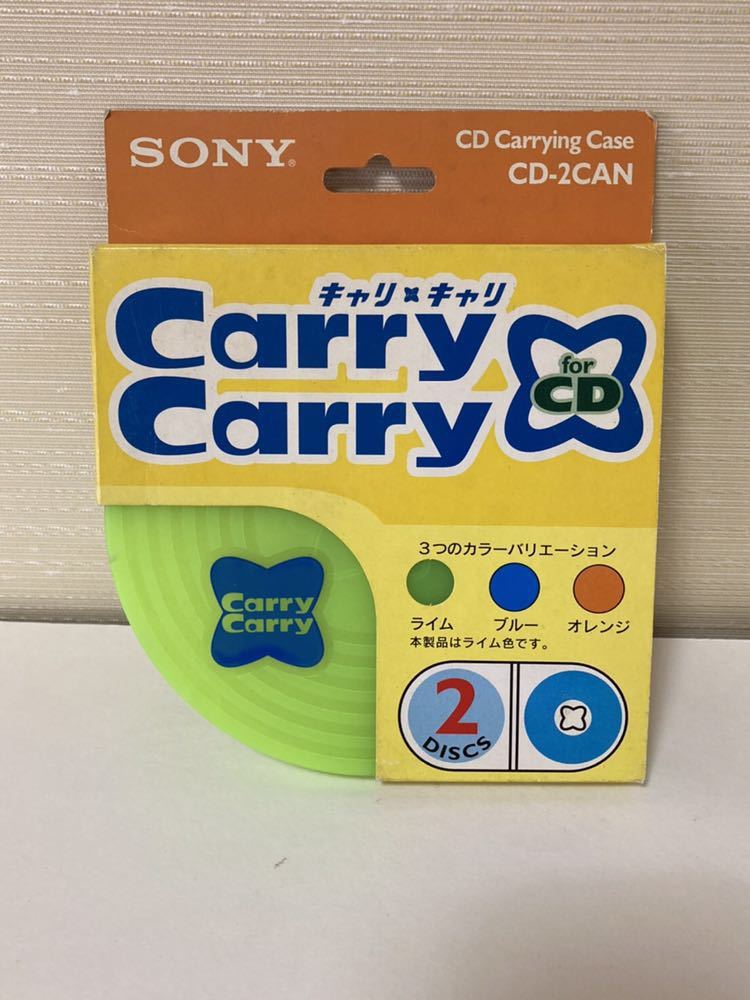 SONY®
CD Carrying Case
CD-2CAN
キャリ×キャリ
Carry
Carry
for
CD
Carry
Carry
3つのカラーバリエーション
ライム ブルー オレンジ
本製品はライム色です。
2
DISCS